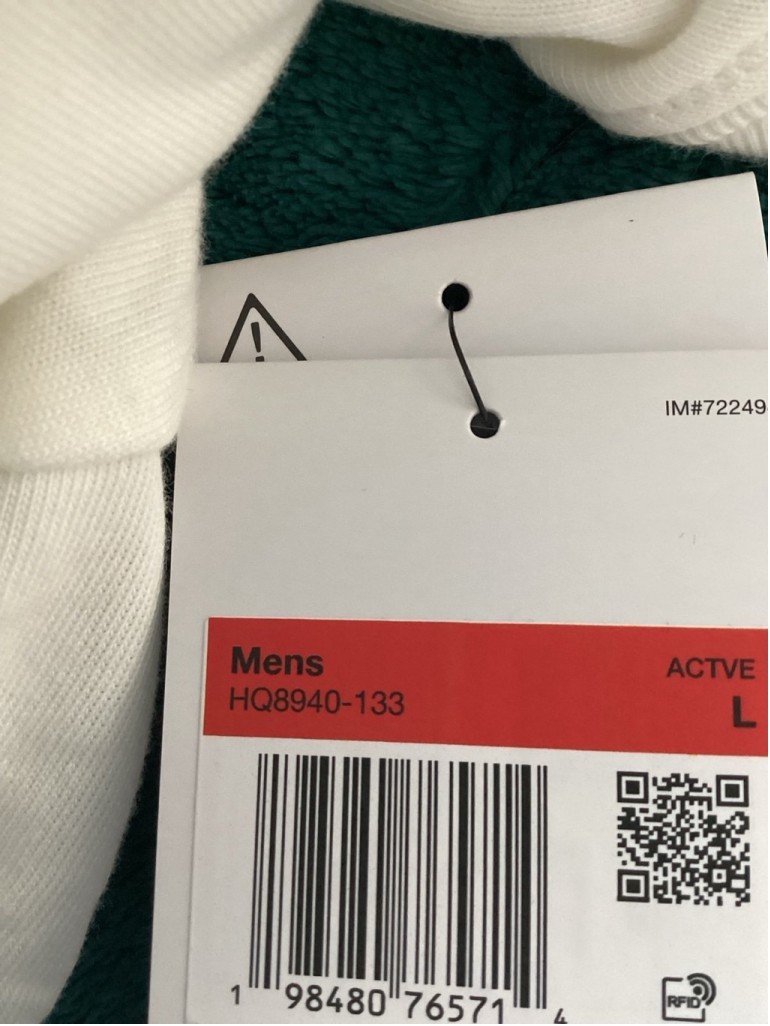 IM#72249
Mens
ACTVE
HQ8940-133
L
1 98480 76571 4
RFID